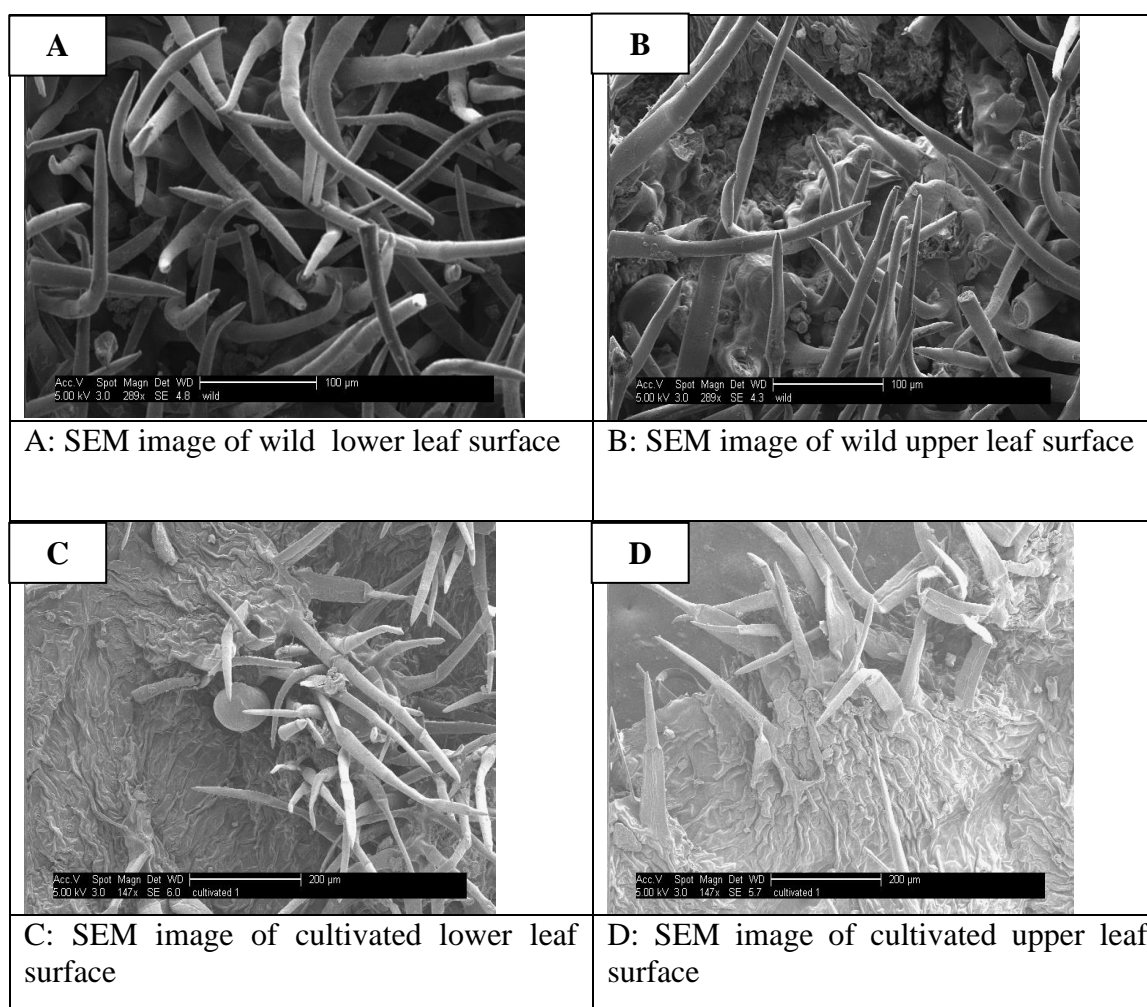 A
Acc.V Spot Magn Det WD 100 µm
5.00 kV 3.0 289x SE 4.8 wild
A: SEM image of wild lower leaf surface
B
Acc.V Spot Magn Det WD 100 µm
5.00 kV 3.0 289x SE 4.3 wild
B: SEM image of wild upper leaf surface
C
Acc.V Spot Magn Det WD 200 µm
5.00 kV 3.0 147x SE 6.0 cultivated 1
C: SEM image of cultivated lower leaf
surface
D
Acc.V Spot Magn Det WD 200 µm
5.00 kV 3.0 147x SE 5.7 cultivated 1
D: SEM image of cultivated upper leaf
surface